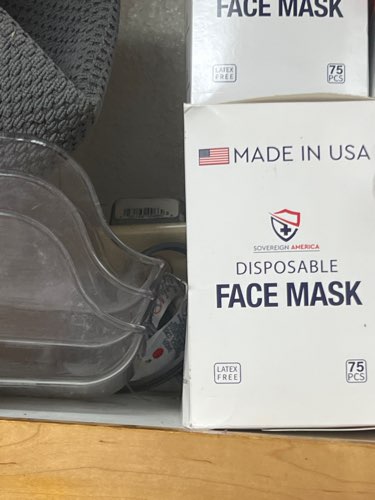 FACE MASK
LATEX
FREE
75
PCS
MADE IN USA
SOVEREIGN AMERICA
DISPOSABLE
FACE MASK
LATEX
FREE
75
PCS